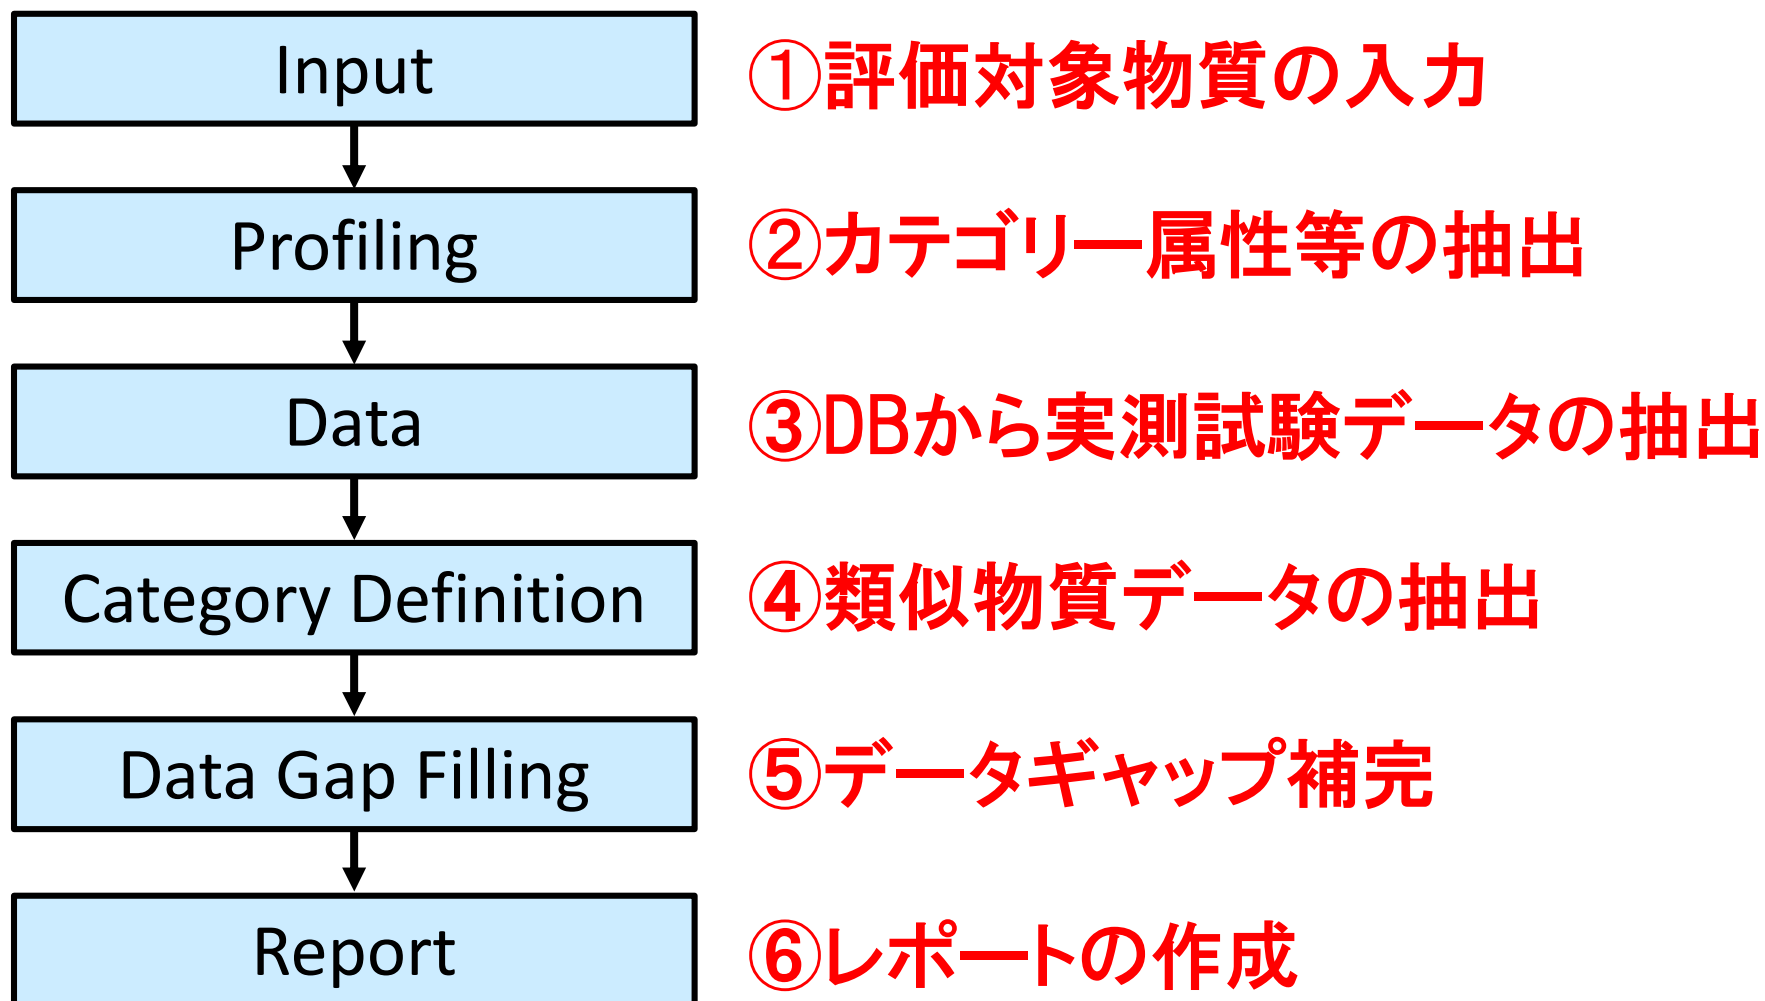 Input
①評価対象物質の入力
Profiling
②カテゴリー属性等の抽出
Data
③DBから実測試験データの抽出
Category Definition
④類似物質データの抽出
Data Gap Filling
⑤データギャップ補完
Report
⑥レポートの作成